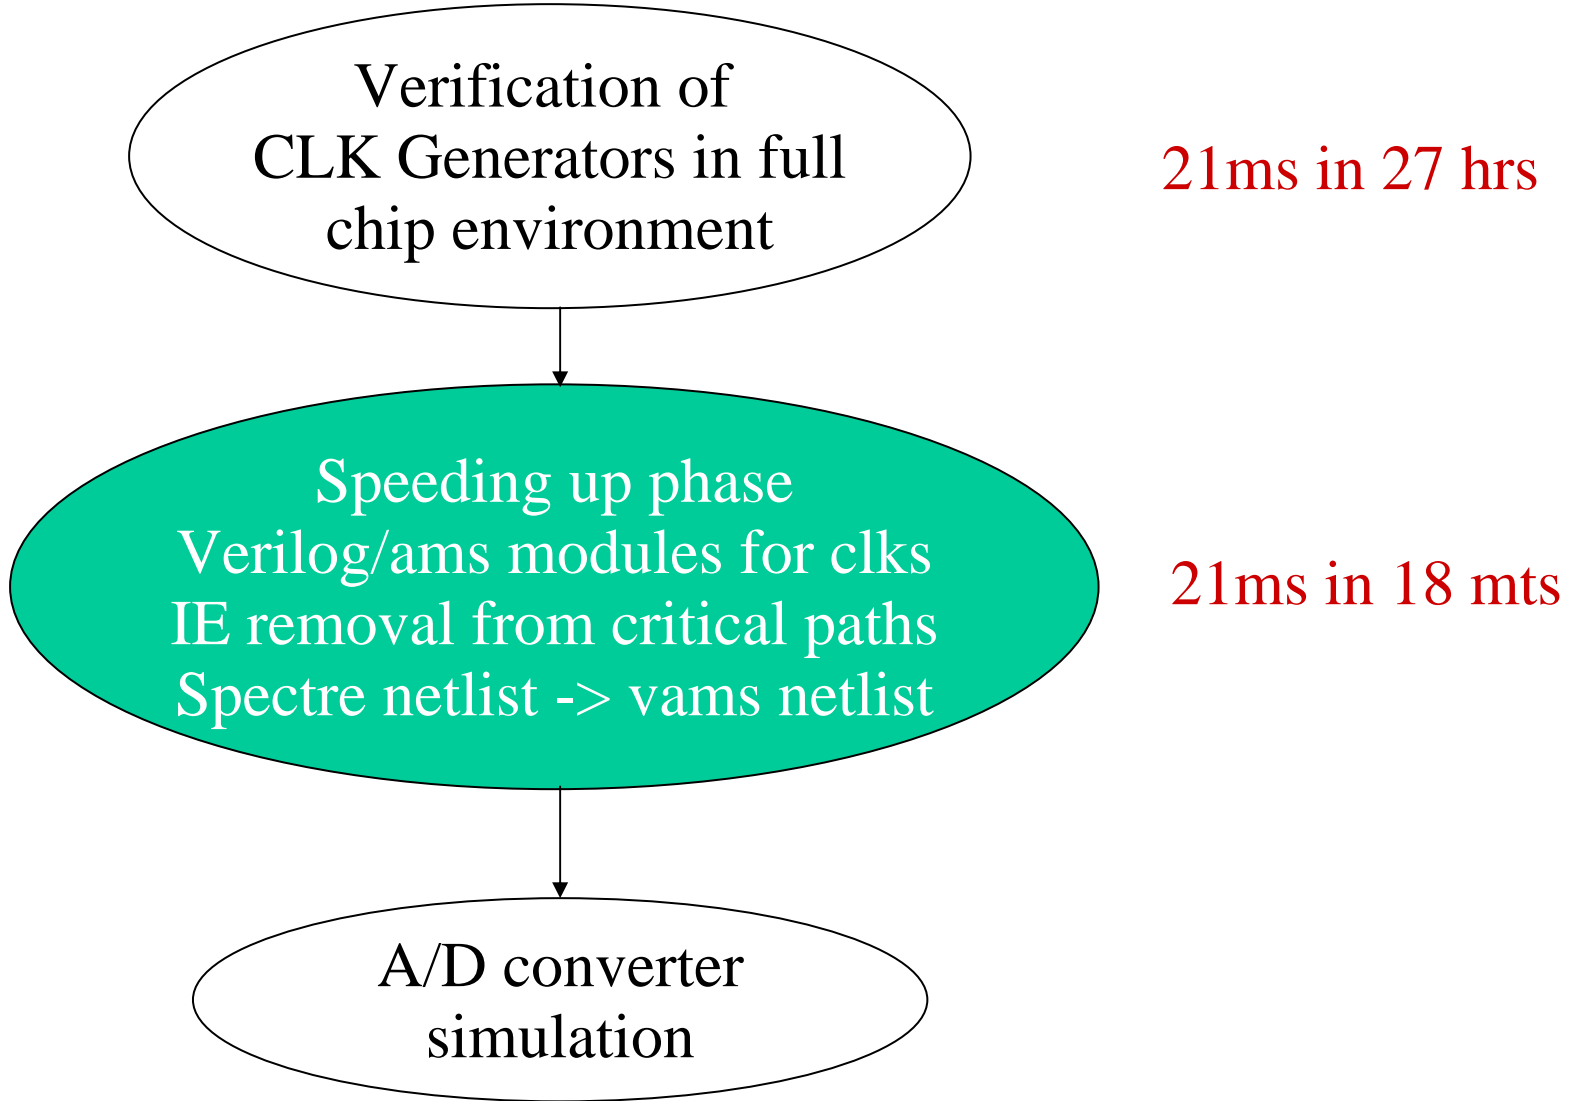 Verification of
CLK Generators in full
chip environment
21ms in 27 hrs
Speeding up phase
Verilog/ams modules for clks
IE removal from critical paths
Spectre netlist -> vams netlist
21ms in 18 mts
A/D converter
simulation